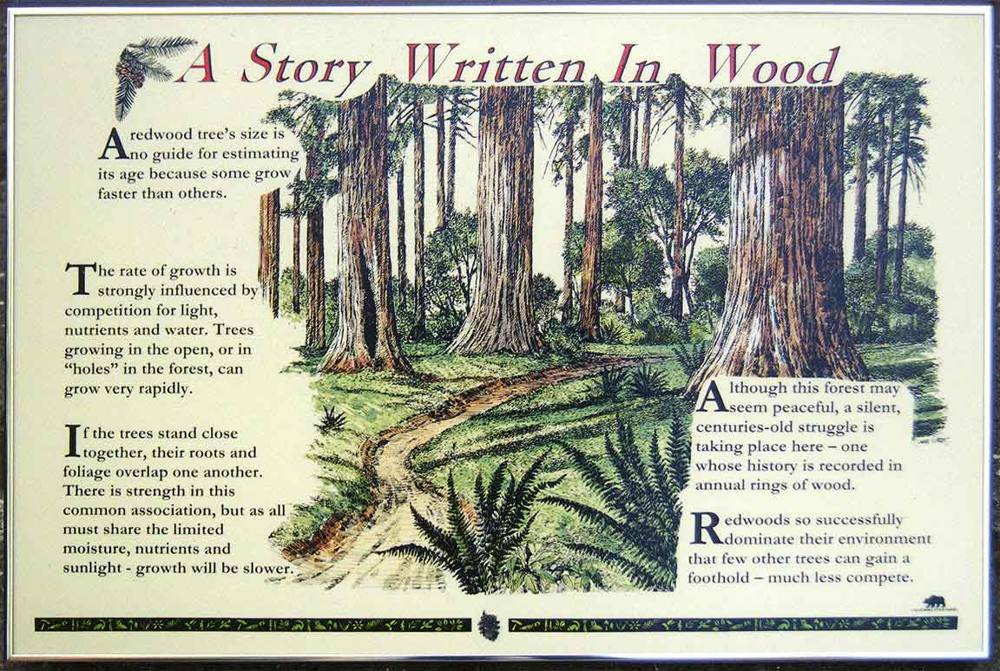 A Story Written In Wood
A redwood tree's size is
no guide for estimating
its age because some grow
faster than others.
The rate of growth is
strongly influenced by
competition for light,
nutrients and water. Trees
growing in the open, or in
“holes” in the forest, can
grow very rapidly.
If the trees stand close
together, their roots and
foliage overlap one another.
There is strength in this
common association, but as all
must share the limited
moisture, nutrients and
sunlight - growth will be slower.
Although this forest may
seem peaceful, a silent,
centuries-old struggle is
taking place here – one
whose history is recorded in
annual rings of wood.
Redwoods so successfully
dominate their environment
that few other trees can gain a
foothold – much less compete.